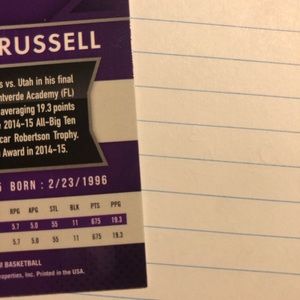 RUSSELL
s vs. Utah in his final
ntverde Academy (FL)
averaging 19.3 points
2014-15 All-Big Ten
scar Robertson Trophy.
Award in 2014-15.
5 BORN : 2/23/1996
RPG APG STL BLK PTS PPG
5.7 5.0 55 11 675 19.3
5.7 5.0 55 11 675 19.3
BASKETBALL
roperties, Inc. Printed in the USA.